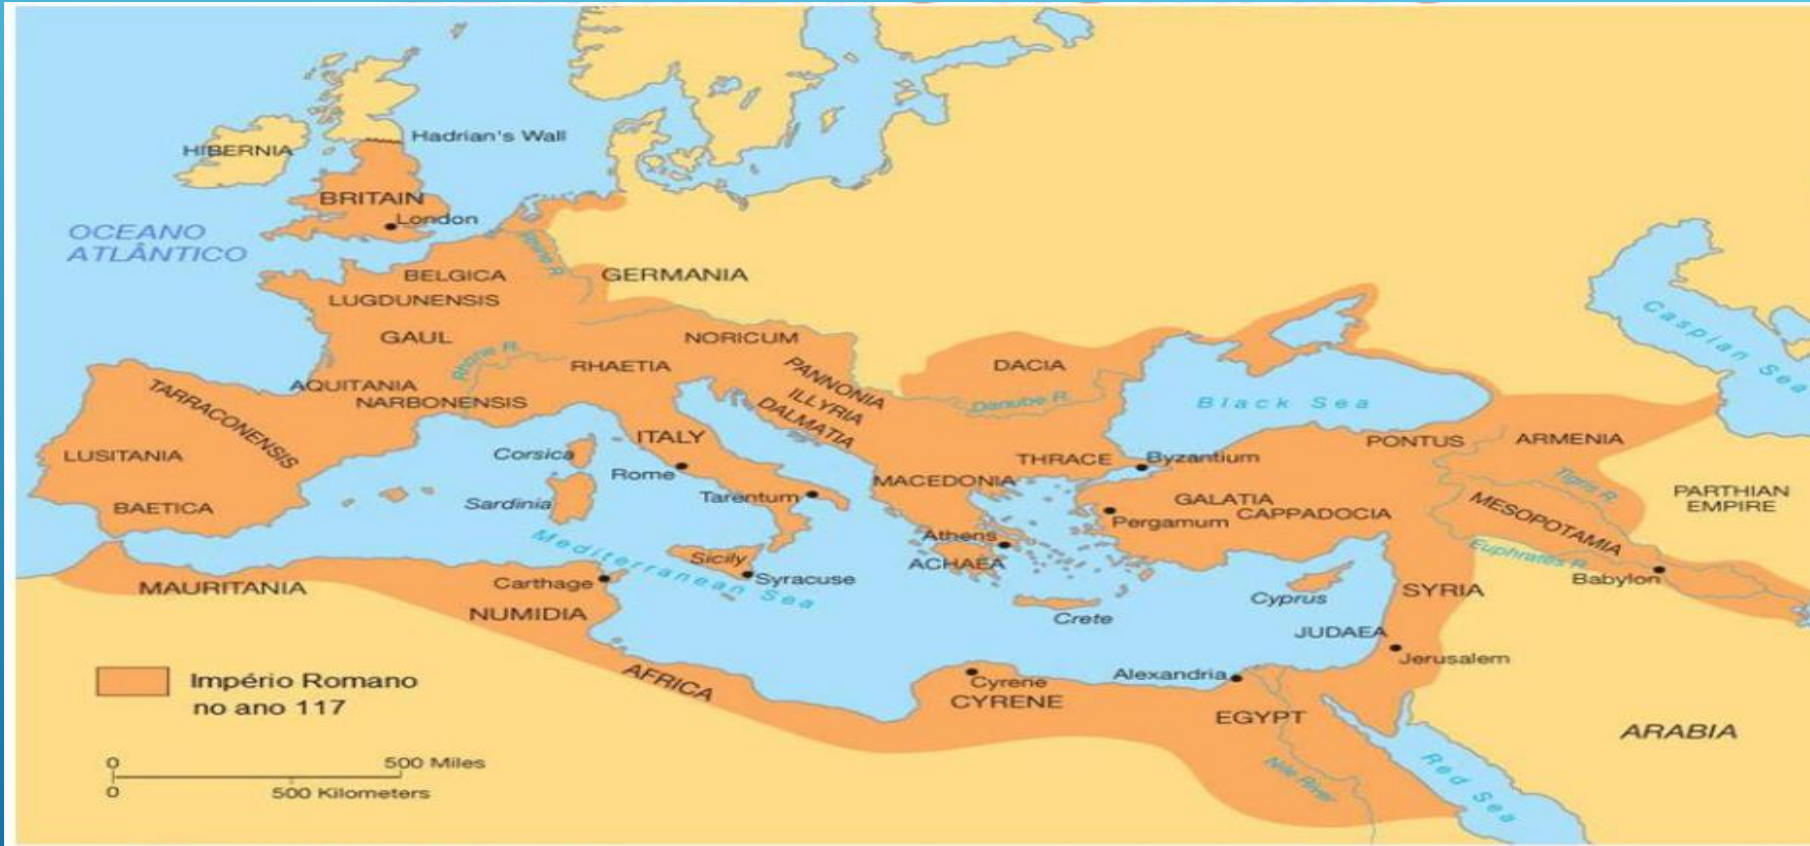 Hadrian's Wall
HIBERNIA
BRITAIN
London
OCEANO
ATLÂNTICO
Rhine R.
BELGICA
GERMANIA
LUGDUNENSIS
GAUL
NORICUM
Rhone R.
RHAETIA
DACIA
Caspian Sea
AQUITANIA
PANNONIA
ILLYRIA
DALMATIA
Danube R.
Black Sea
NARBONENSIS
TARRACONENSIS
ITALY
PONTUS
ARMENIA
LUSITANIA
Corsica
Rome
THRACE
Byzantium
Tigris R.
MACEDONIA
Sardinia
Tarentum
GALATIA
CAPPADOCIA
MESOPOTAMIA
PARTHIAN
EMPIRE
BAETICA
Pergamum
Athens
Mediterranean Sea
Sicily
ACHAEA
Euphrates R.
MAURITANIA
Carthage
Syracuse
Babylon
Cyprus
SYRIA
NUMIDIA
Crete
JUDAEA
Jerusalem
AFRICA
Cyrene
Alexandria
CYRENE
EGYPT
ARABIA
Nile River
Red Sea
Império Romano
no ano 117
0 500 Miles
0 500 Kilometers